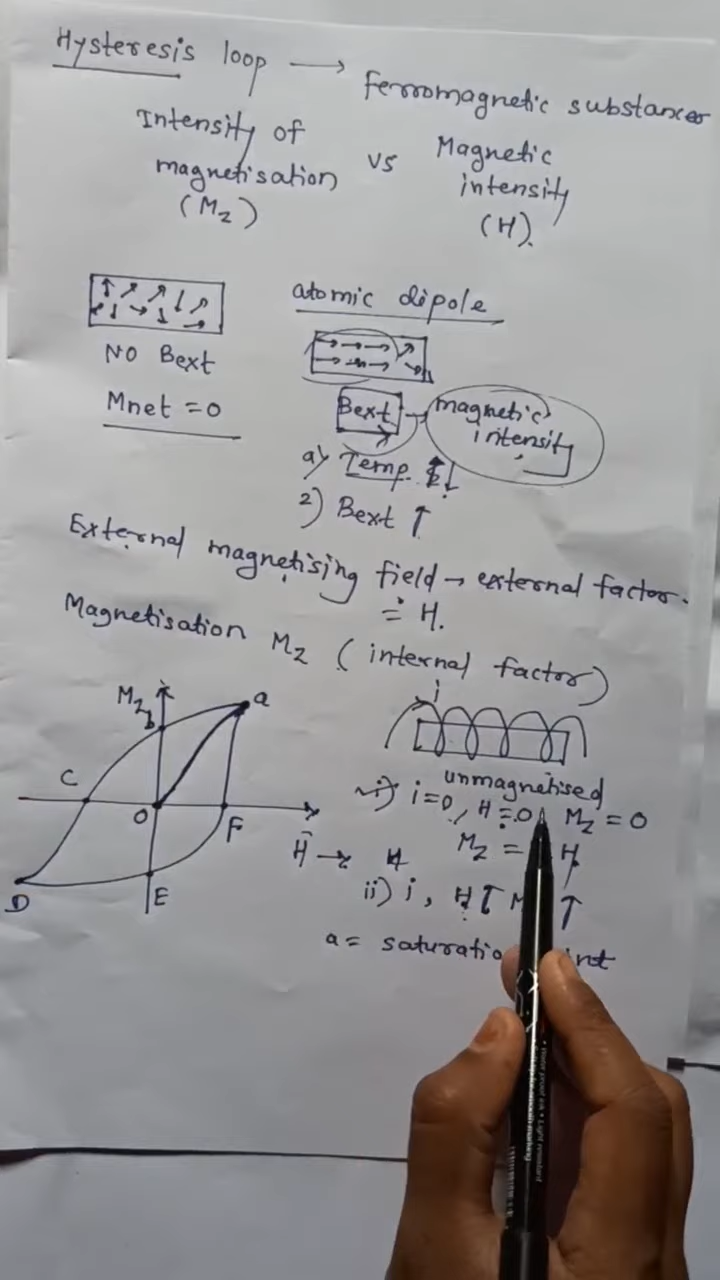 Hysteresis loop → Ferromagnetic substances
Intensity of magnetisation (Mz) vs Magnetic intensity (H).
NO Bext
Mnet = 0
atomic dipole
Bext → magnetic intensity
a) Temp ↓
2) Bext ↑
External magnetising field → external factor.
= H.
Magnetisation Mz (internal factor)
Mz
b
a
C
O
F
H →
D
E
i
unmagnetised
i) i=0, H=0, Mz=0
Mz = H
ii) i, H↑ ↑
a = saturation